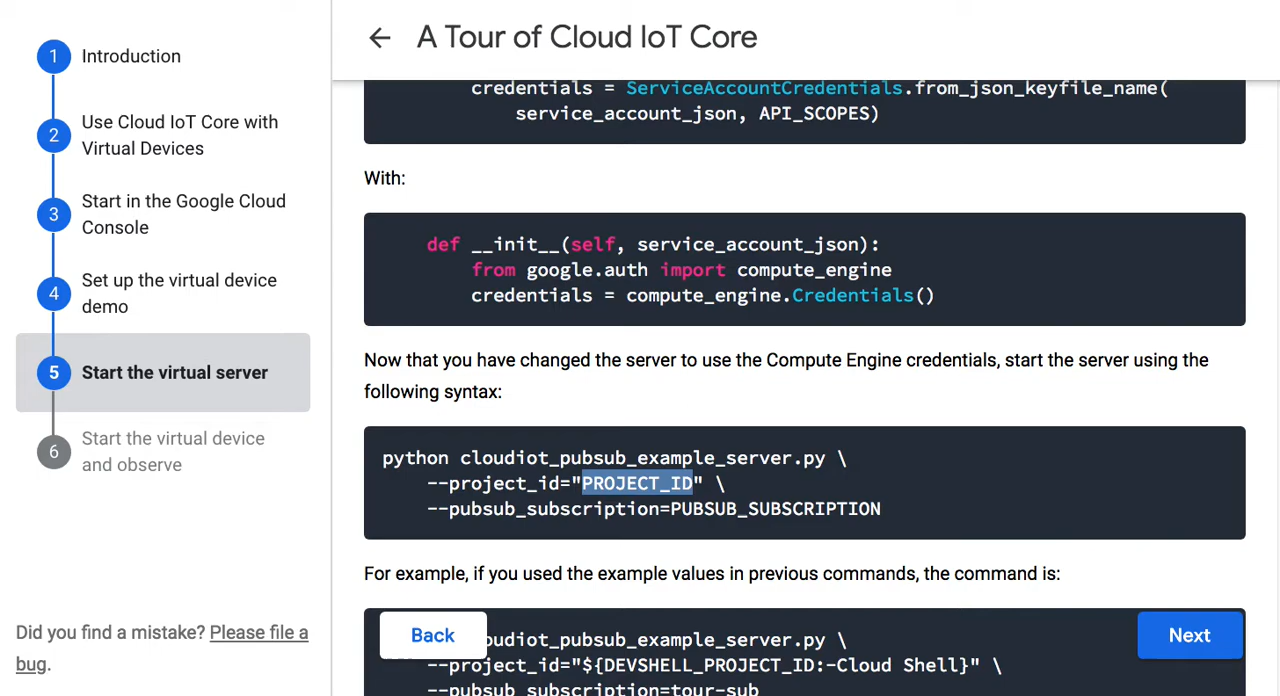 1 Introduction
2 Use Cloud IoT Core with
Virtual Devices
3 Start in the Google Cloud
Console
4 Set up the virtual device
demo
5 Start the virtual server
6 Start the virtual device
and observe
Did you find a mistake? Please file a
bug.
← A Tour of Cloud IoT Core
credentials = ServiceAccountCredentials.from_json_keyfile_name(
service_account_json, API_SCOPES)
With:
def __init__(self, service_account_json):
from google.auth import compute_engine
credentials = compute_engine.Credentials()
Now that you have changed the server to use the Compute Engine credentials, start the server using the
following syntax:
python cloudiot_pubsub_example_server.py \
--project_id="PROJECT_ID" \
--pubsub_subscription=PUBSUB_SUBSCRIPTION
For example, if you used the example values in previous commands, the command is:
oudiot_pubsub_example_server.py \
--project_id="${DEVSHELL_PROJECT_ID:-Cloud Shell}" \
--pubsub_subscription=tour-sub
Back
Next